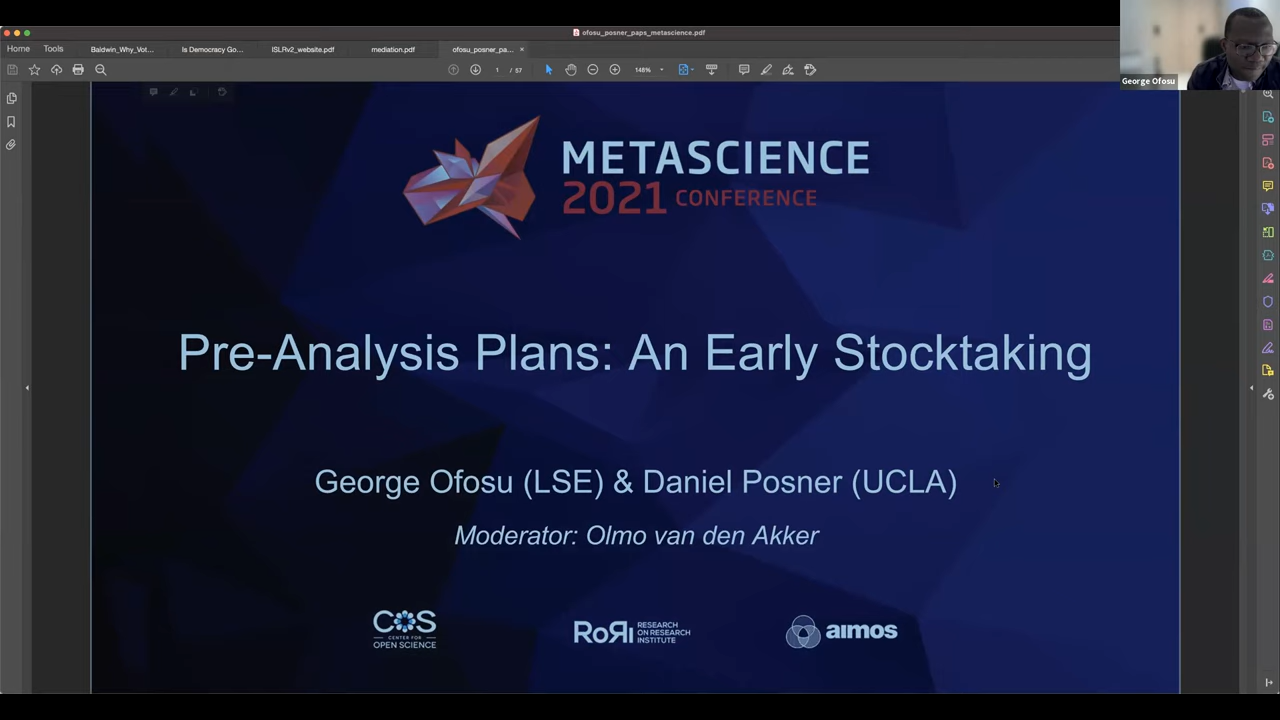 ofosu_posner_paps_metascience.pdf
Home Tools Baldwin_Why_Vot... Is Democracy Go... ISLRv2_website.pdf mediation.pdf ofosu_posner_pa... ×
1 / 57 148%
George Ofosu
METASCIENCE
2021 CONFERENCE
Pre-Analysis Plans: An Early Stocktaking
George Ofosu (LSE) & Daniel Posner (UCLA)
Moderator: Olmo van den Akker
COS
CENTER FOR
OPEN SCIENCE
RoRI RESEARCH
ON RESEARCH
INSTITUTE
aimos